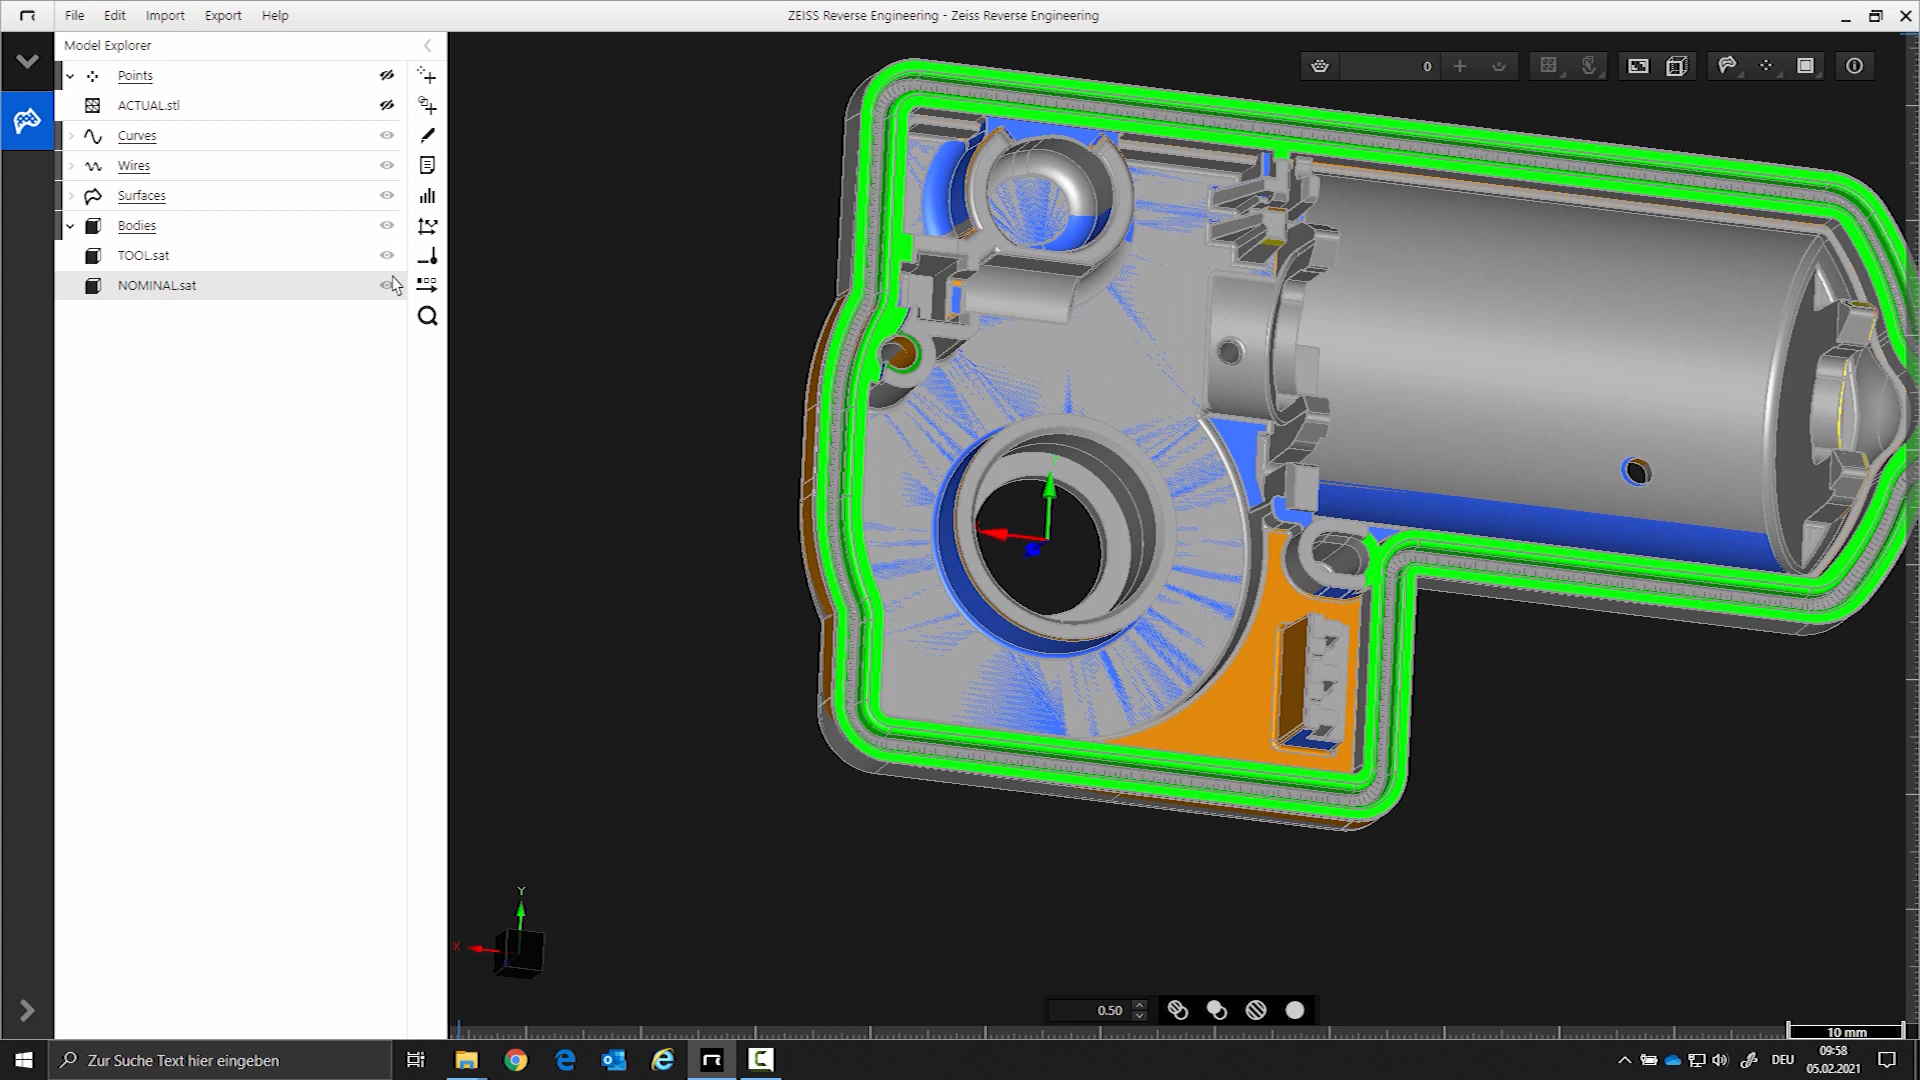 File Edit Import Export Help
ZEISS Reverse Engineering - Zeiss Reverse Engineering
Model Explorer
Points
ACTUAL.stl
Curves
Wires
Surfaces
Bodies
TOOL.sat
NOMINAL.sat
0
Y
X
0.50
10 mm
Zur Suche Text hier eingeben
DEU
09:58
05.02.2021